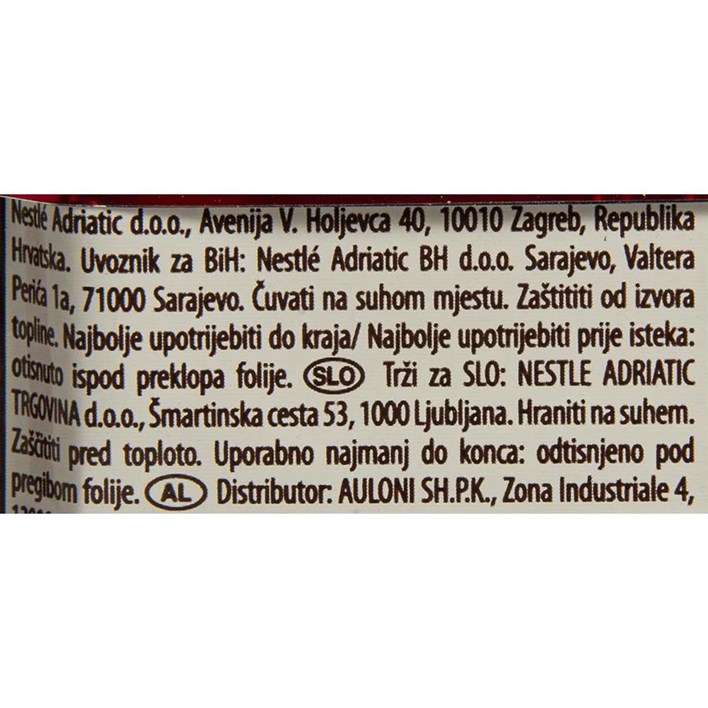 Nestlé Adriatic d.o.o., Avenija V. Holjevca 40, 10010 Zagreb, Republika
Hrvatska. Uvoznik za BiH: Nestlé Adriatic BH d.o.o. Sarajevo, Valtera
Perića 1a, 71000 Sarajevo. Čuvati na suhom mjestu. Zaštititi od izvora
topline. Najbolje upotrijebiti do kraja/ Najbolje upotrijebiti prije isteka:
otisnuto ispod preklopa folije. SLO Trži za SLO: NESTLE ADRIATIC
TRGOVINA d.o.o., Šmartinska cesta 53, 1000 Ljubljana. Hraniti na suhem.
Zaščititi pred toploto. Uporabno najmanj do konca: odtisnjeno pod
pregibom folije. AL Distributor: AULONI SH.P.K., Zona Industriale 4,